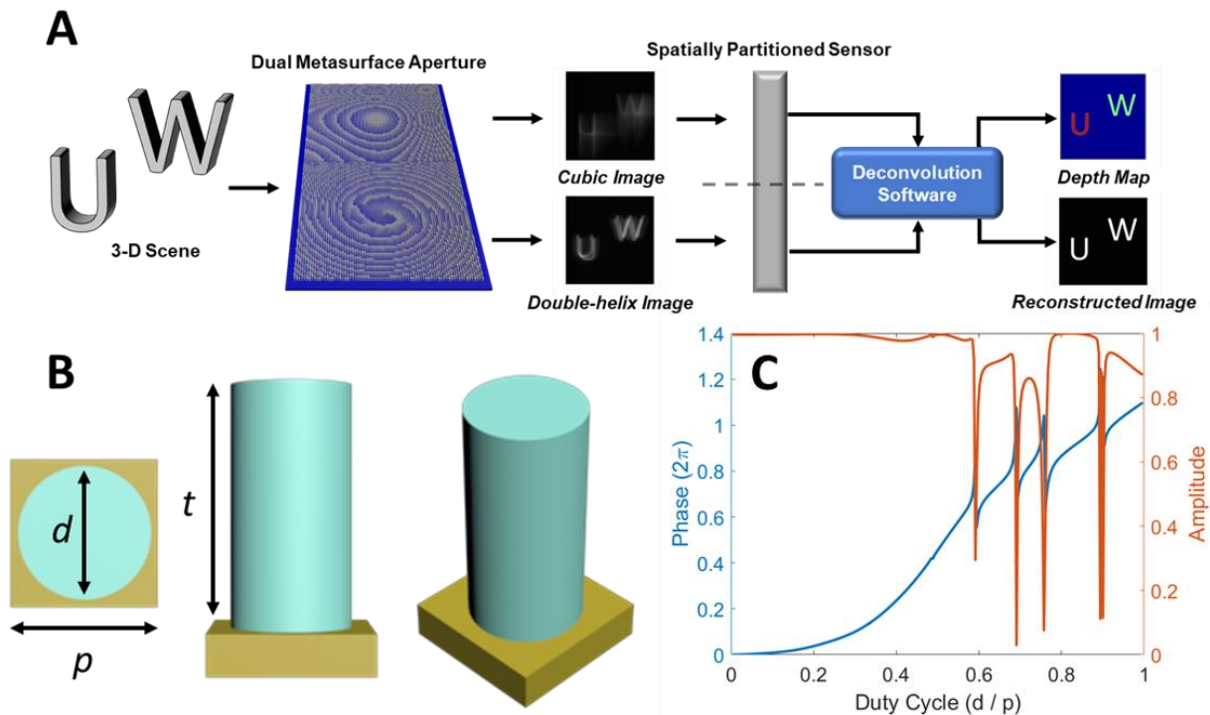 A
3-D Scene
Dual Metasurface Aperture
Cubic Image
Double-helix Image
Spatially Partitioned Sensor
Deconvolution
Software
Depth Map
Reconstructed Image
U
W
U
W
U
W
U
W
U
W
B
d
p
t
C
Phase (2π)
1.4
1.2
1
0.8
0.6
0.4
0.2
0
0
0.2
0.4
0.6
0.8
1
Duty Cycle (d / p)
1
0.8
0.6
0.4
0.2
0
Amplitude